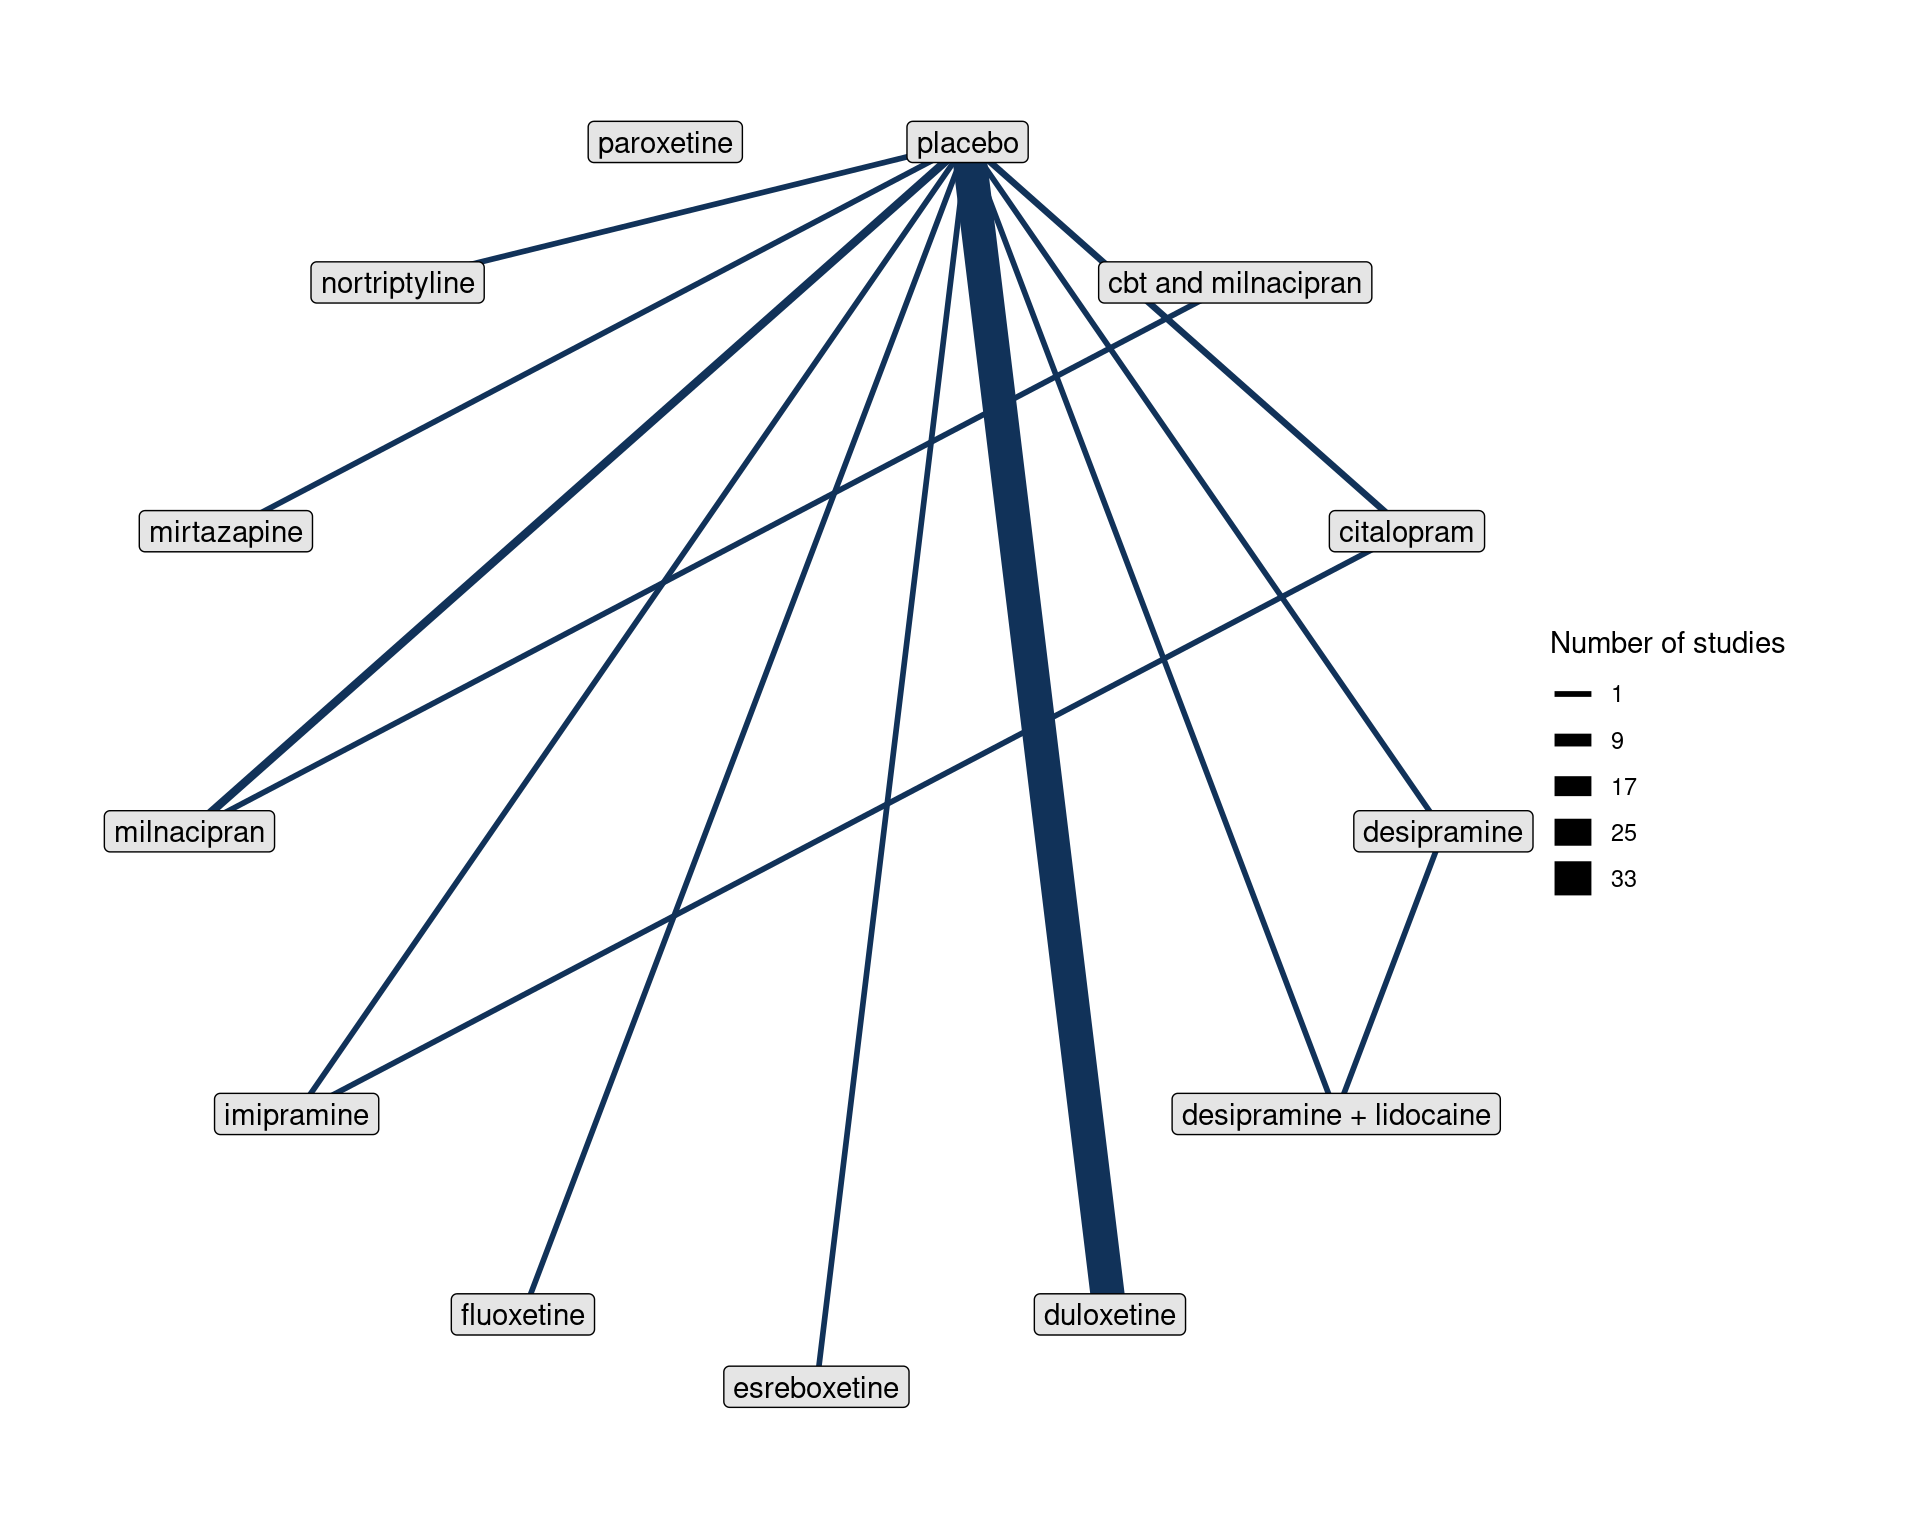 paroxetine
placebo
nortriptyline
cbt and milnacipran
mirtazapine
citalopram
Number of studies
1
9
17
25
33
milnacipran
desipramine
imipramine
desipramine + lidocaine
fluoxetine
duloxetine
esreboxetine